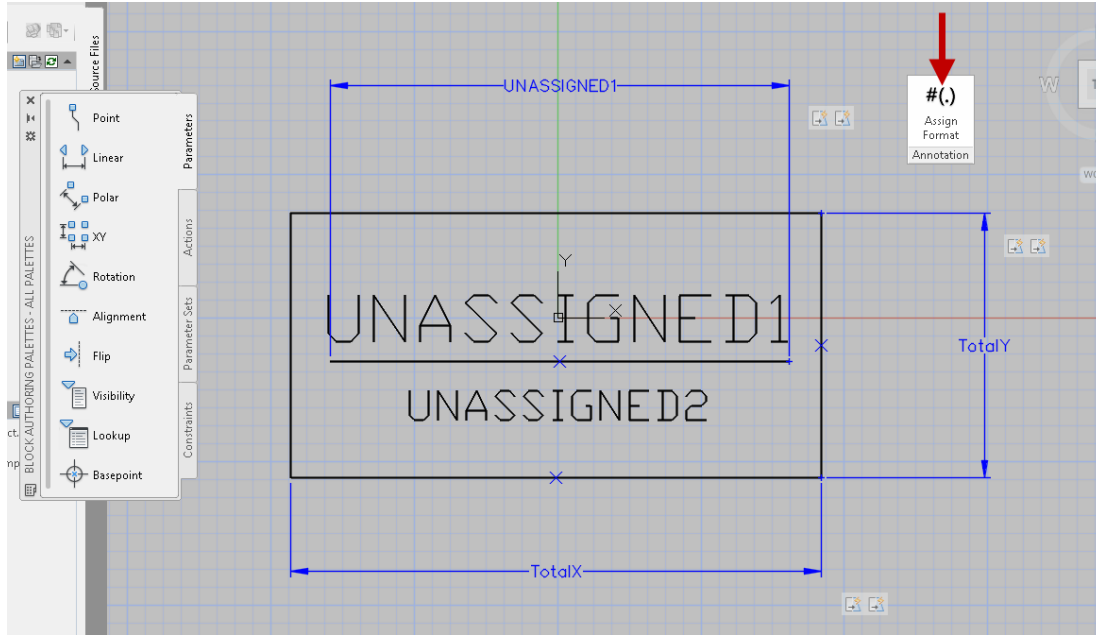 Source Files
Point
Linear
Polar
XY
Rotation
Alignment
Flip
Visibility
Lookup
Basepoint
Parameters
Actions
Parameter Sets
Constraints
BLOCK AUTHORING PALETTES - ALL PALETTES
UNASSIGNED1
#(.)
Assign
Format
Annotation
W
Y
UNASSIGNED1
UNASSIGNED2
TotalY
TotalX